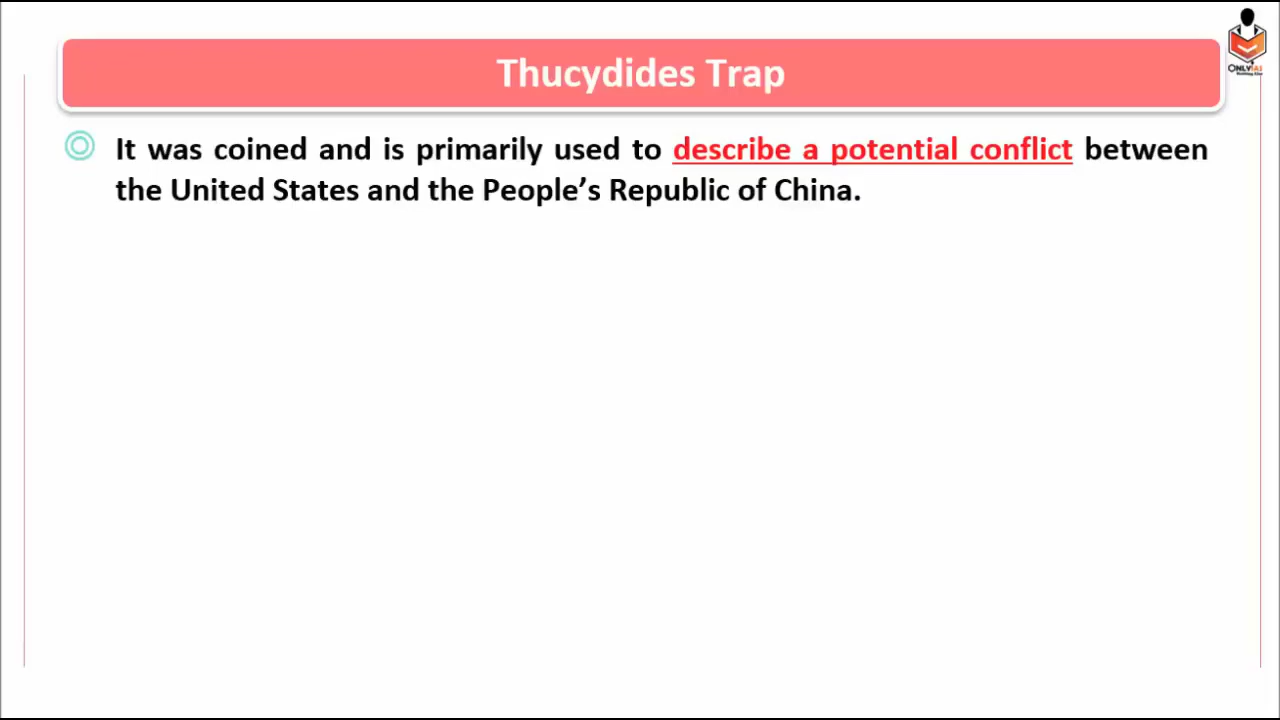 Thucydides Trap
It was coined and is primarily used to describe a potential conflict between
the United States and the People’s Republic of China.
ONLYIAS